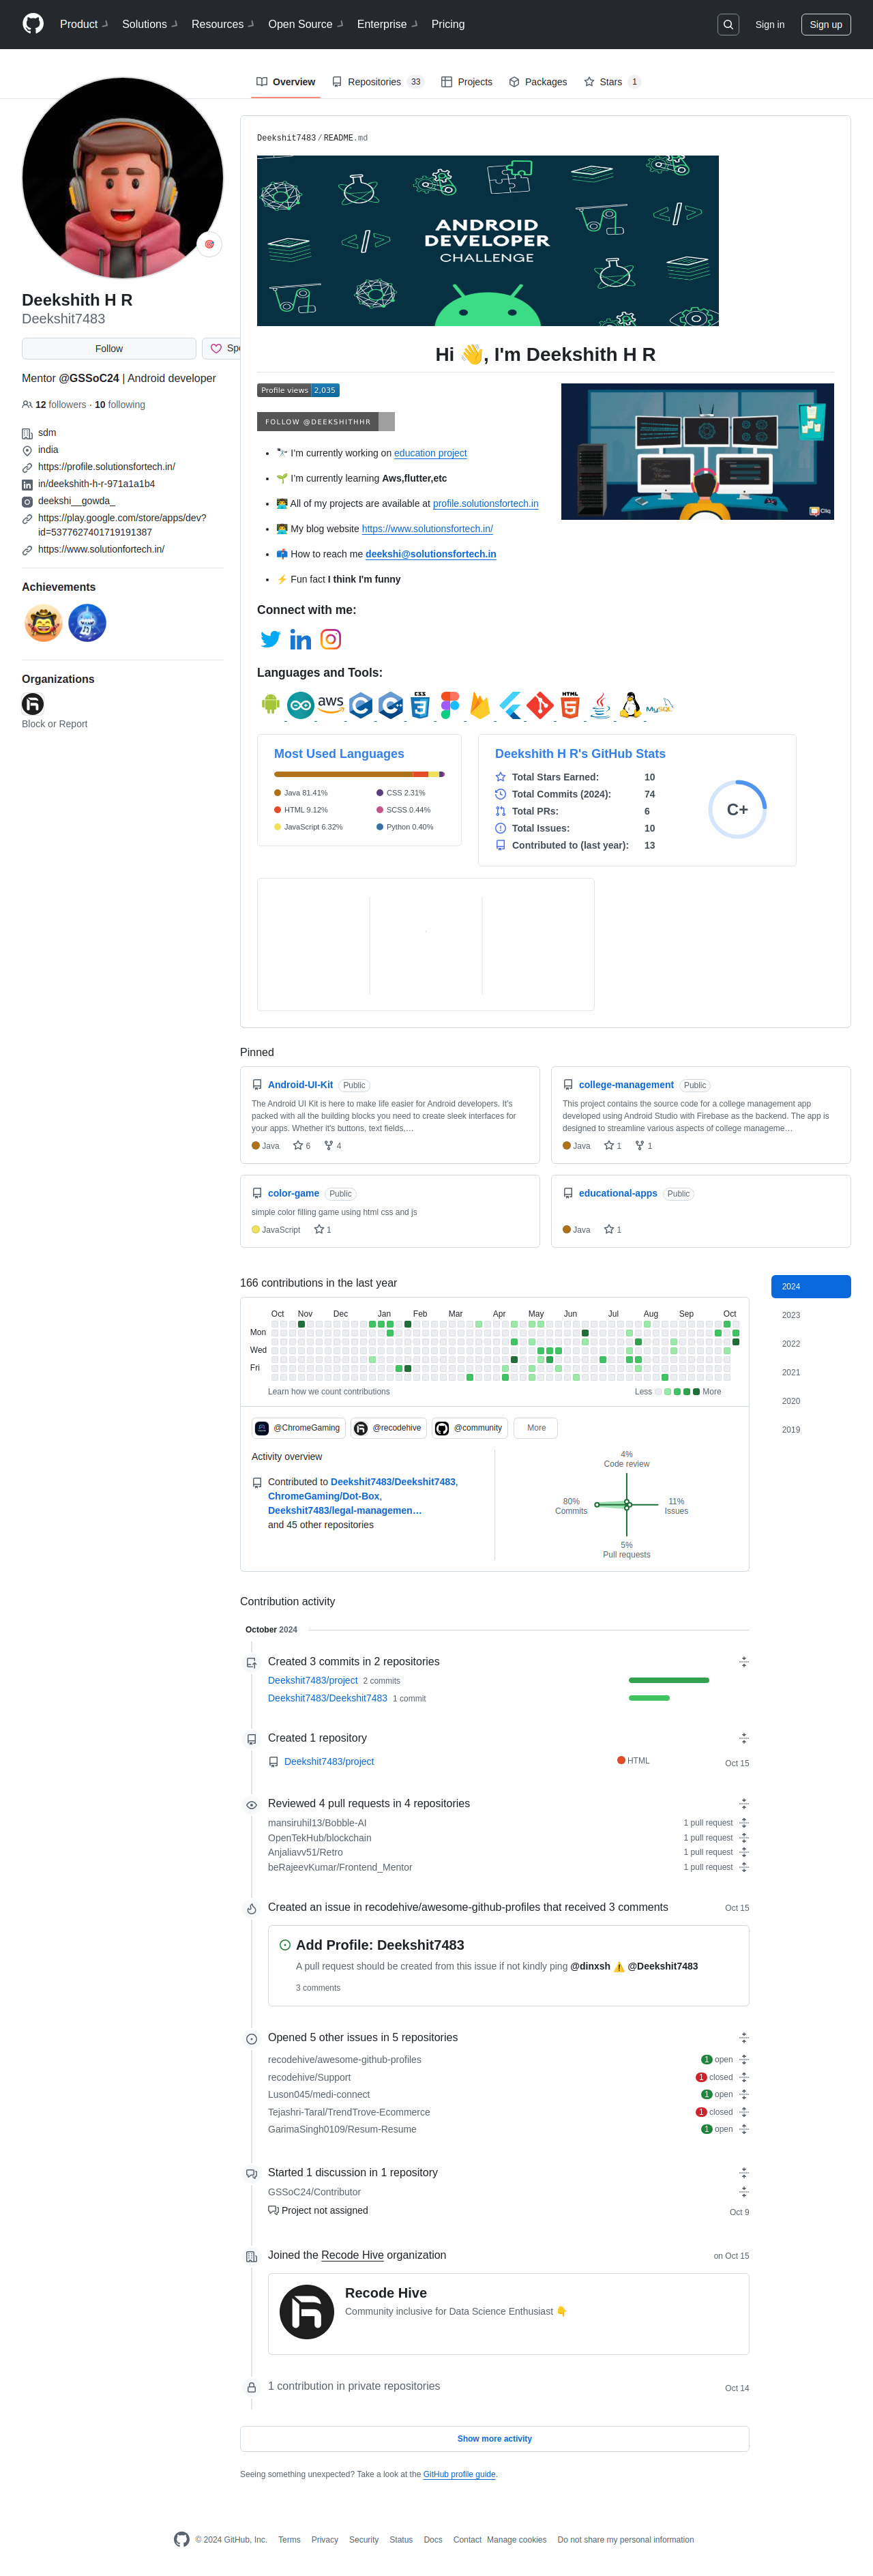 Product Solutions Resources Open Source Enterprise Pricing Sign in Sign up
Overview Repositories 33 Projects Packages Stars 1
Deekshith H R
Deekshit7483
Follow
Mentor @GSSoC24 | Android developer
12 followers · 10 following
sdm
india
https://profile.solutionsfortech.in/
in/deekshith-h-r-971a1a1b4
deekshi__gowda_
https://play.google.com/store/apps/dev?
id=5377627401719191387
https://www.solutionfortech.in/
Achievements
Organizations
Block or Report
Deekshit7483/README.md
ANDROID
DEVELOPER
CHALLENGE
Hi 👋, I'm Deekshith H R
Profile views 2,035
FOLLOW @DEEKSHITHHR
Cliq
🔭 I'm currently working on education project
🌱 I'm currently learning Aws,flutter,etc
👨‍💻 All of my projects are available at profile.solutionsfortech.in
👨‍💻 My blog website https://www.solutionsfortech.in/
📫 How to reach me deekshi@solutionsfortech.in
⚡ Fun fact I think I'm funny
Connect with me:
Languages and Tools:
aws CSS HTML Java MySQL
Most Used Languages
Java 81.41% CSS 2.31%
HTML 9.12% SCSS 0.44%
JavaScript 6.32% Python 0.40%
Deekshith H R's GitHub Stats
Total Stars Earned: 10
Total Commits (2024): 74
Total PRs: 6
Total Issues: 10
Contributed to (last year): 13
C+
Pinned
Android-UI-Kit Public
The Android UI Kit is here to make life easier for Android developers. It's
packed with all the building blocks you need to create sleek interfaces for
your apps. Whether it's buttons, text fields,…
Java 6 4
college-management Public
This project contains the source code for a college management app
developed using Android Studio with Firebase as the backend. The app is
designed to streamline various aspects of college manageme…
Java 1 1
color-game Public
simple color filling game using html css and js
JavaScript 1
educational-apps Public
Java 1
166 contributions in the last year
2024
2023
2022
2021
2020
2019
Oct Nov Dec Jan Feb Mar Apr May Jun Jul Aug Sep Oct
Mon
Wed
Fri
Learn how we count contributions Less More
@ChromeGaming @recodehive @community More
Activity overview
Contributed to Deekshit7483/Deekshit7483,
ChromeGaming/Dot-Box,
Deekshit7483/legal-managemen…
and 45 other repositories
4%
Code review
80%
Commits
11%
Issues
5%
Pull requests
Contribution activity
October 2024
Created 3 commits in 2 repositories
Deekshit7483/project 2 commits
Deekshit7483/Deekshit7483 1 commit
Created 1 repository
Deekshit7483/project HTML Oct 15
Reviewed 4 pull requests in 4 repositories
mansiruhil13/Bobble-AI 1 pull request
OpenTekHub/blockchain 1 pull request
Anjaliavv51/Retro 1 pull request
beRajeevKumar/Frontend_Mentor 1 pull request
Created an issue in recodehive/awesome-github-profiles that received 3 comments Oct 15
Add Profile: Deekshit7483
A pull request should be created from this issue if not kindly ping @dinxsh ⚠️ @Deekshit7483
3 comments
Opened 5 other issues in 5 repositories
recodehive/awesome-github-profiles 1 open
recodehive/Support 1 closed
Luson045/medi-connect 1 open
Tejashri-Taral/TrendTrove-Ecommerce 1 closed
GarimaSingh0109/Resum-Resume 1 open
Started 1 discussion in 1 repository
GSSoC24/Contributor
Project not assigned Oct 9
Joined the Recode Hive organization on Oct 15
Recode Hive
Community inclusive for Data Science Enthusiast 👇
1 contribution in private repositories Oct 14
Show more activity
Seeing something unexpected? Take a look at the GitHub profile guide.
© 2024 GitHub, Inc. Terms Privacy Security Status Docs Contact Manage cookies Do not share my personal information